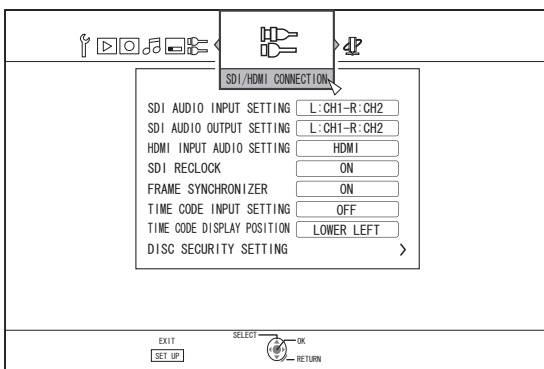 SDI/HDMI CONNECTION
SDI AUDIO INPUT SETTING L:CH1-R:CH2
SDI AUDIO OUTPUT SETTING L:CH1-R:CH2
HDMI INPUT AUDIO SETTING HDMI
SDI RECLOCK ON
FRAME SYNCHRONIZER ON
TIME CODE INPUT SETTING OFF
TIME CODE DISPLAY POSITION LOWER LEFT
DISC SECURITY SETTING
EXIT
SET UP
SELECT
OK
RETURN